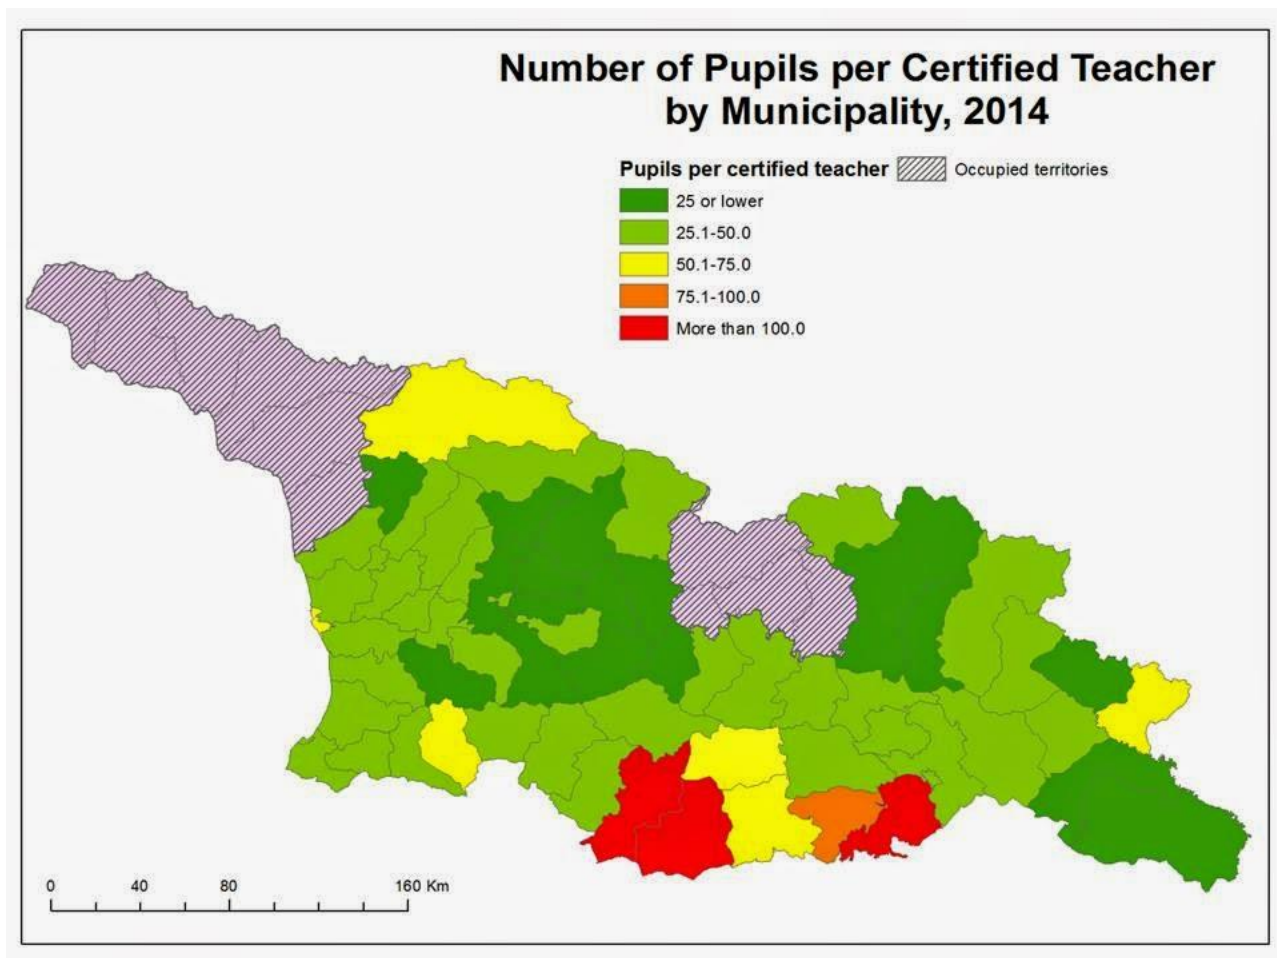 Number of Pupils per Certified Teacher
by Municipality, 2014
Pupils per certified teacher
Occupied territories
25 or lower
25.1-50.0
50.1-75.0
75.1-100.0
More than 100.0
0 40 80 160 Km